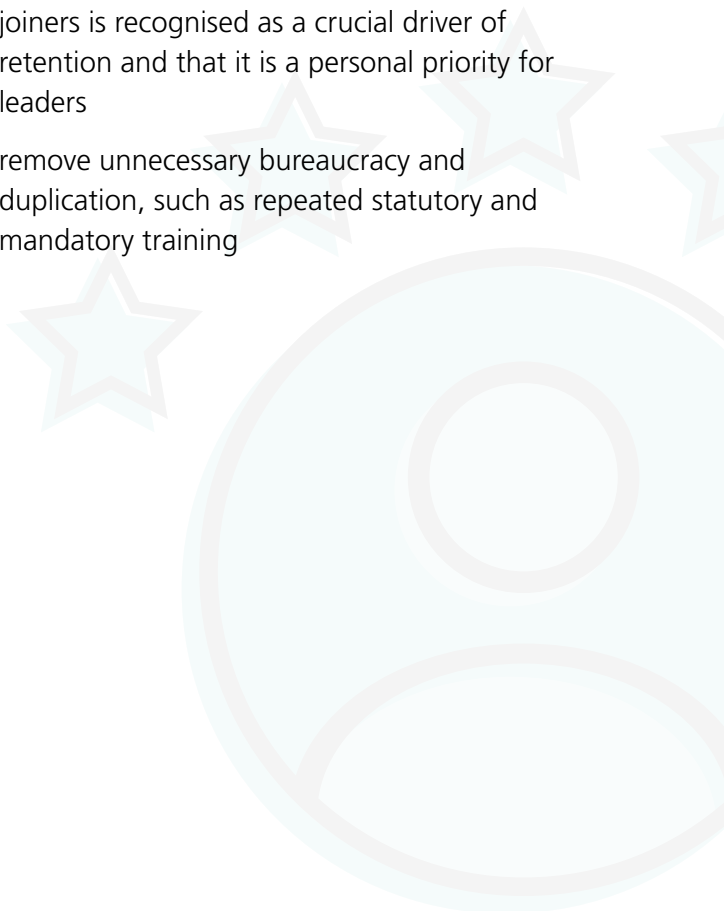 joiners is recognised as a crucial driver of
retention and that it is a personal priority for
leaders
remove unnecessary bureaucracy and
duplication, such as repeated statutory and
mandatory training